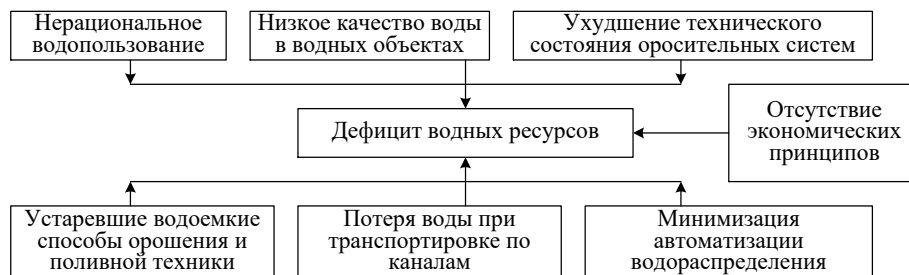 Нерациональное
водопользование
Низкое качество воды
в водных объектах
Ухудшение технического
состояния оросительных систем
Дефицит водных ресурсов
Отсутствие
экономических
принципов
Устаревшие водоемкие
способы орошения и
поливной техники
Потеря воды при
транспортировке по
каналам
Минимизация
автоматизации
водораспределения